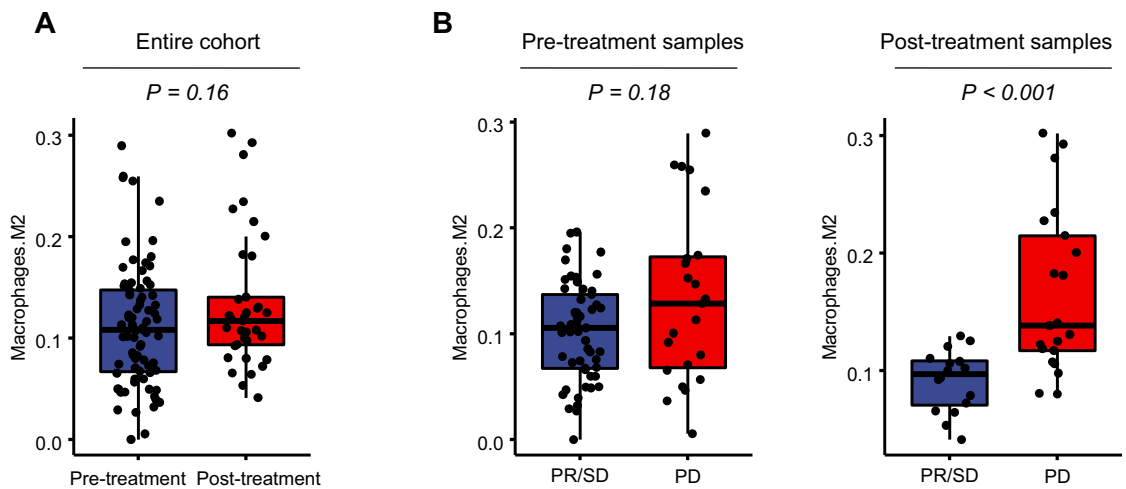 A
Entire cohort
P = 0.16
Macrophages.M2
0.3
0.2
0.1
0.0
Pre-treatment
Post-treatment
B
Pre-treatment samples
P = 0.18
Macrophages.M2
0.3
0.2
0.1
0.0
PR/SD
PD
Post-treatment samples
P < 0.001
Macrophages.M2
0.3
0.2
0.1
PR/SD
PD